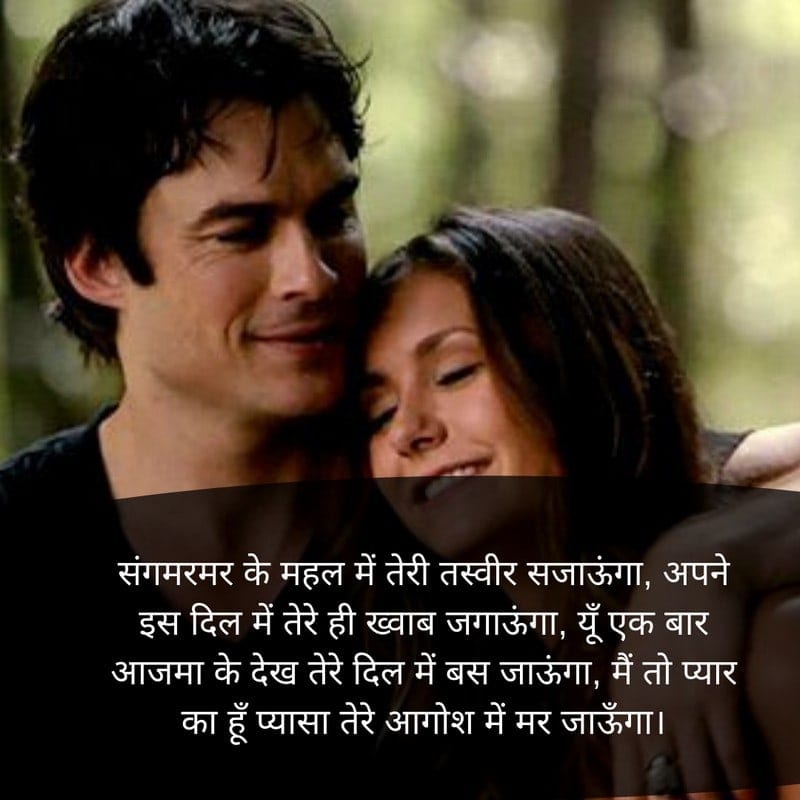 संगमरमर के महल में तेरी तस्वीर सजाऊंगा, अपने
इस दिल में तेरे ही ख्वाब जगाऊंगा, यूँ एक बार
आजमा के देख तेरे दिल में बस जाऊंगा, मैं तो प्यार
का हूँ प्यासा तेरे आगोश में मर जाऊँगा।